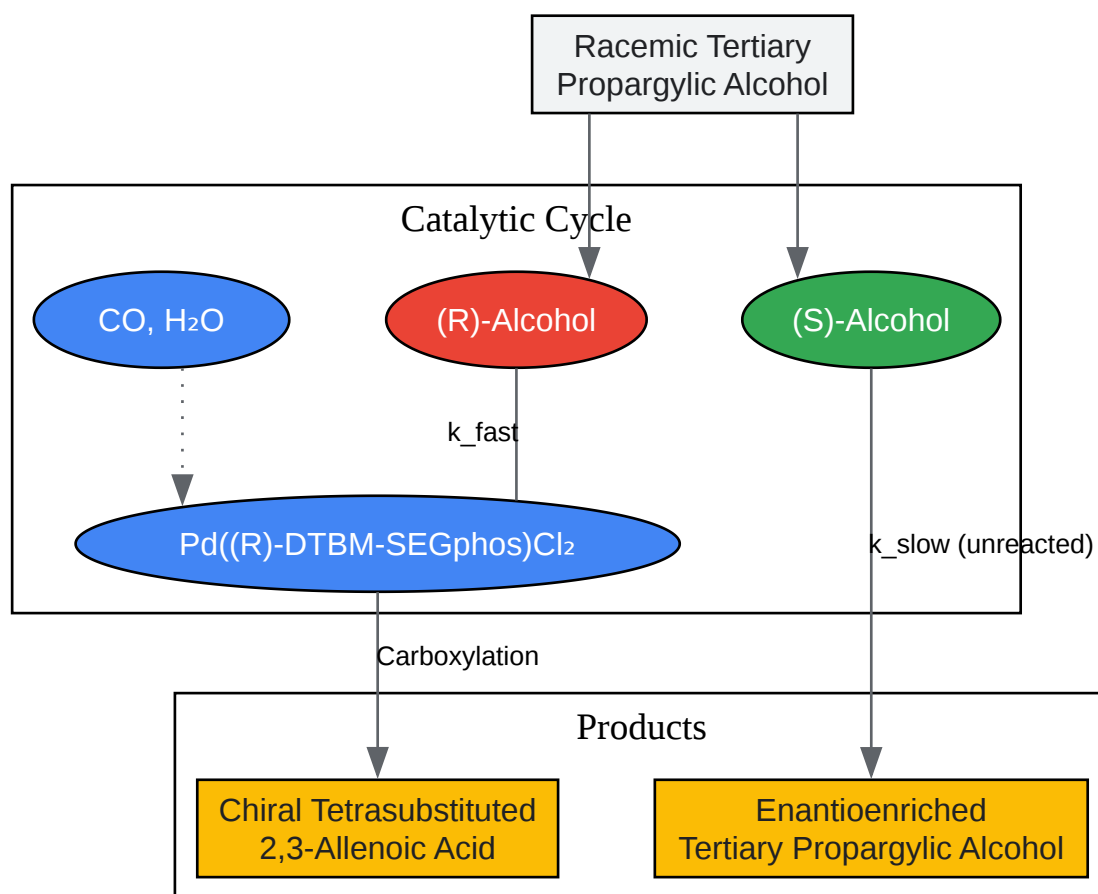 Racemic Tertiary
Propargylic Alcohol
Catalytic Cycle
CO, H₂O
(R)-Alcohol
(S)-Alcohol
k_fast
Pd((R)-DTBM-SEGphos)Cl₂
k_slow (unreacted)
Carboxylation
Products
Chiral Tetrasubstituted
2,3-Allenoic Acid
Enantioenriched
Tertiary Propargylic Alcohol